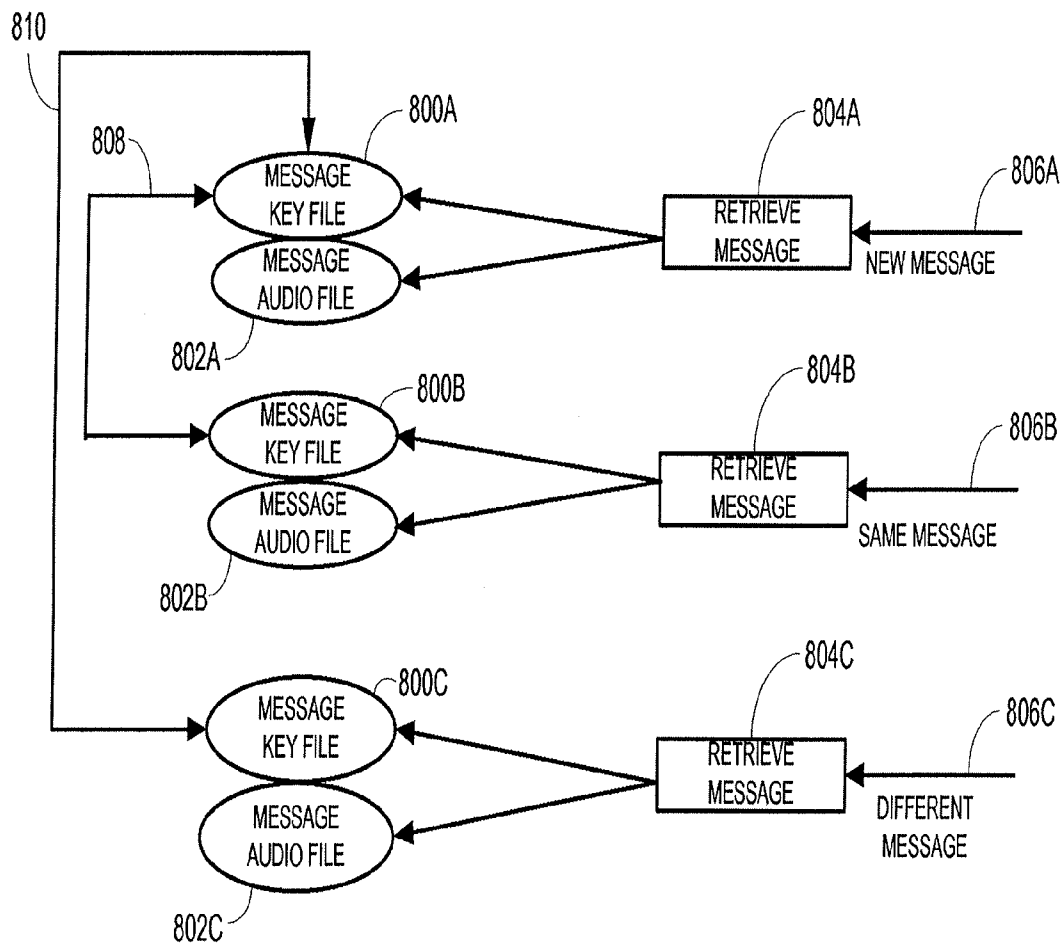 810
800A
808
804A
806A
MESSAGE
KEY FILE
RETRIEVE
MESSAGE
NEW MESSAGE
MESSAGE
AUDIO FILE
802A
800B
804B
806B
MESSAGE
KEY FILE
RETRIEVE
MESSAGE
SAME MESSAGE
MESSAGE
AUDIO FILE
802B
800C
804C
806C
MESSAGE
KEY FILE
RETRIEVE
MESSAGE
DIFFERENT
MESSAGE
MESSAGE
AUDIO FILE
802C